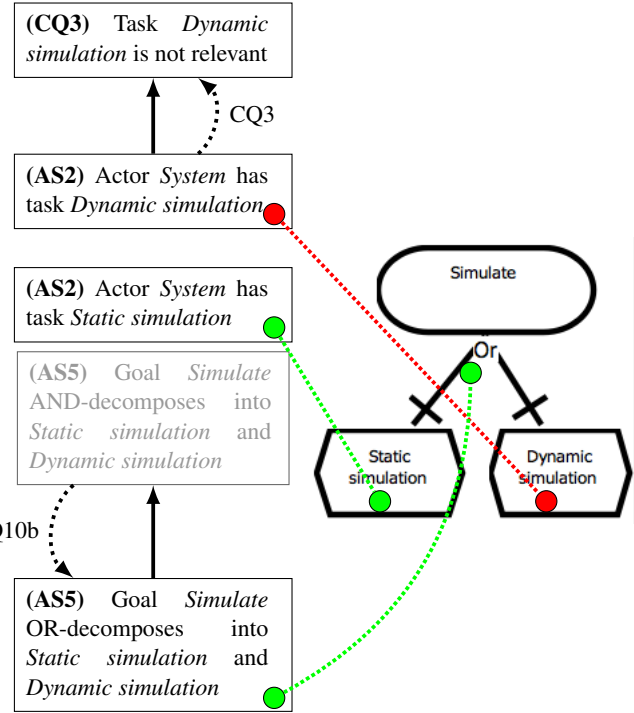 (CQ3) Task Dynamic
simulation is not relevant
CQ3
(AS2) Actor System has
task Dynamic simulation
(AS2) Actor System has
task Static simulation
(AS5) Goal Simulate
AND-decomposes into
Static simulation and
Dynamic simulation
Q10b
(AS5) Goal Simulate
OR-decomposes into
Static simulation and
Dynamic simulation
Simulate
Or
Static
simulation
Dynamic
simulation